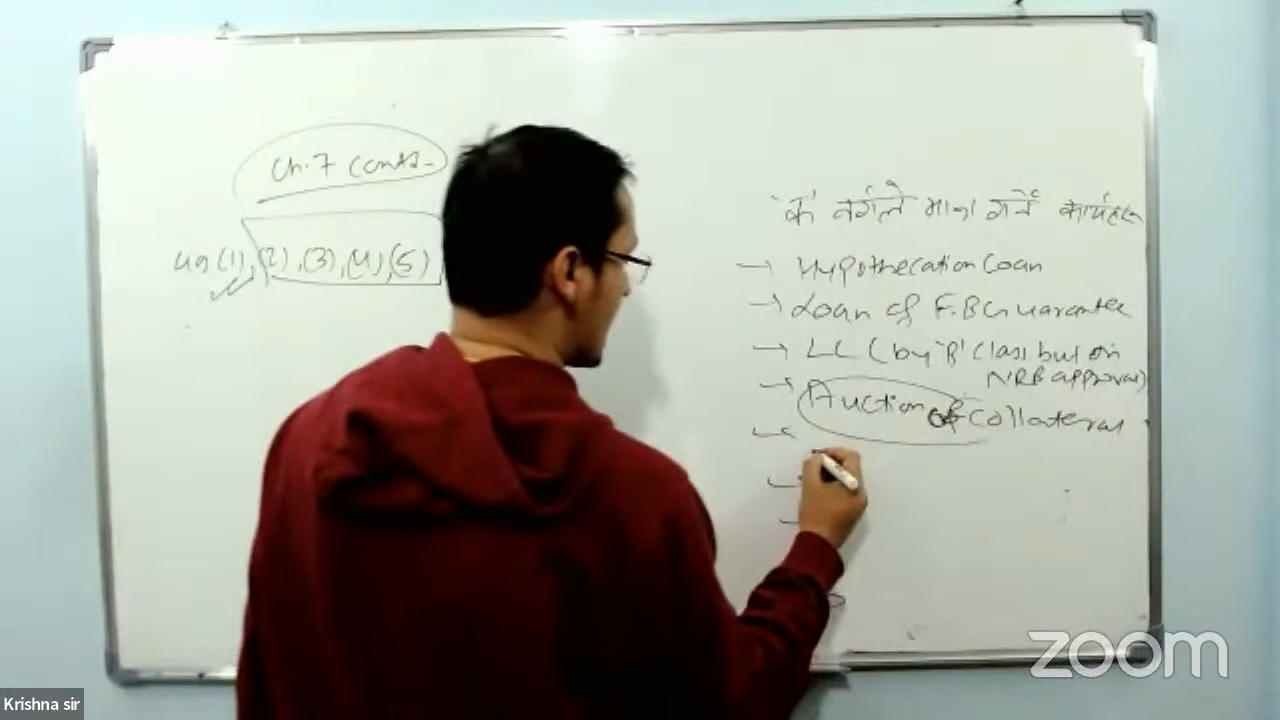 Ch.7 contd-
49(1), (2), (3), (4), (5)
'क' वर्गले मात्र गर्ने कार्यहरू
→ Hypothecation Loan
→ Loan of F.B Guarantee
→ LC (by 'B' class but on
NRB approval)
→ Auction of collateral
zoom
Krishna sir